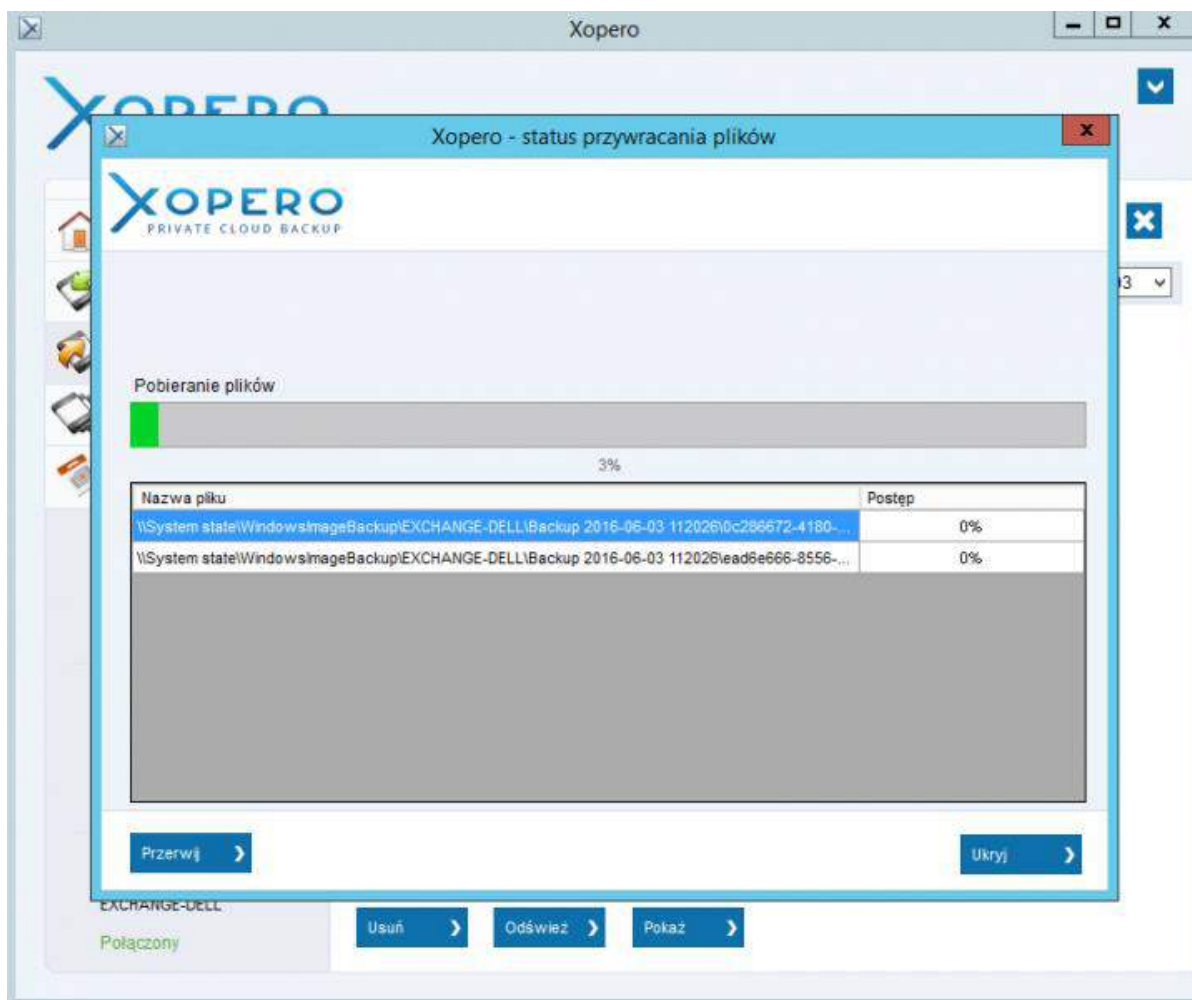 Xopero
XOPERO
Xopero - status przywracania plików
XOPERO
PRIVATE CLOUD BACKUP
Pobieranie plików
3%
Nazwa pliku Postęp
\\System state\WindowsImageBackup\EXCHANGE-DELL\Backup 2016-06-03 112026\0c286672-4180-... 0%
\\System state\WindowsImageBackup\EXCHANGE-DELL\Backup 2016-06-03 112026\ead6e666-8556-... 0%
Przerwij
Ukryj
EXCHANGE-DELL
Połączony
Usuń Odśwież Pokaż